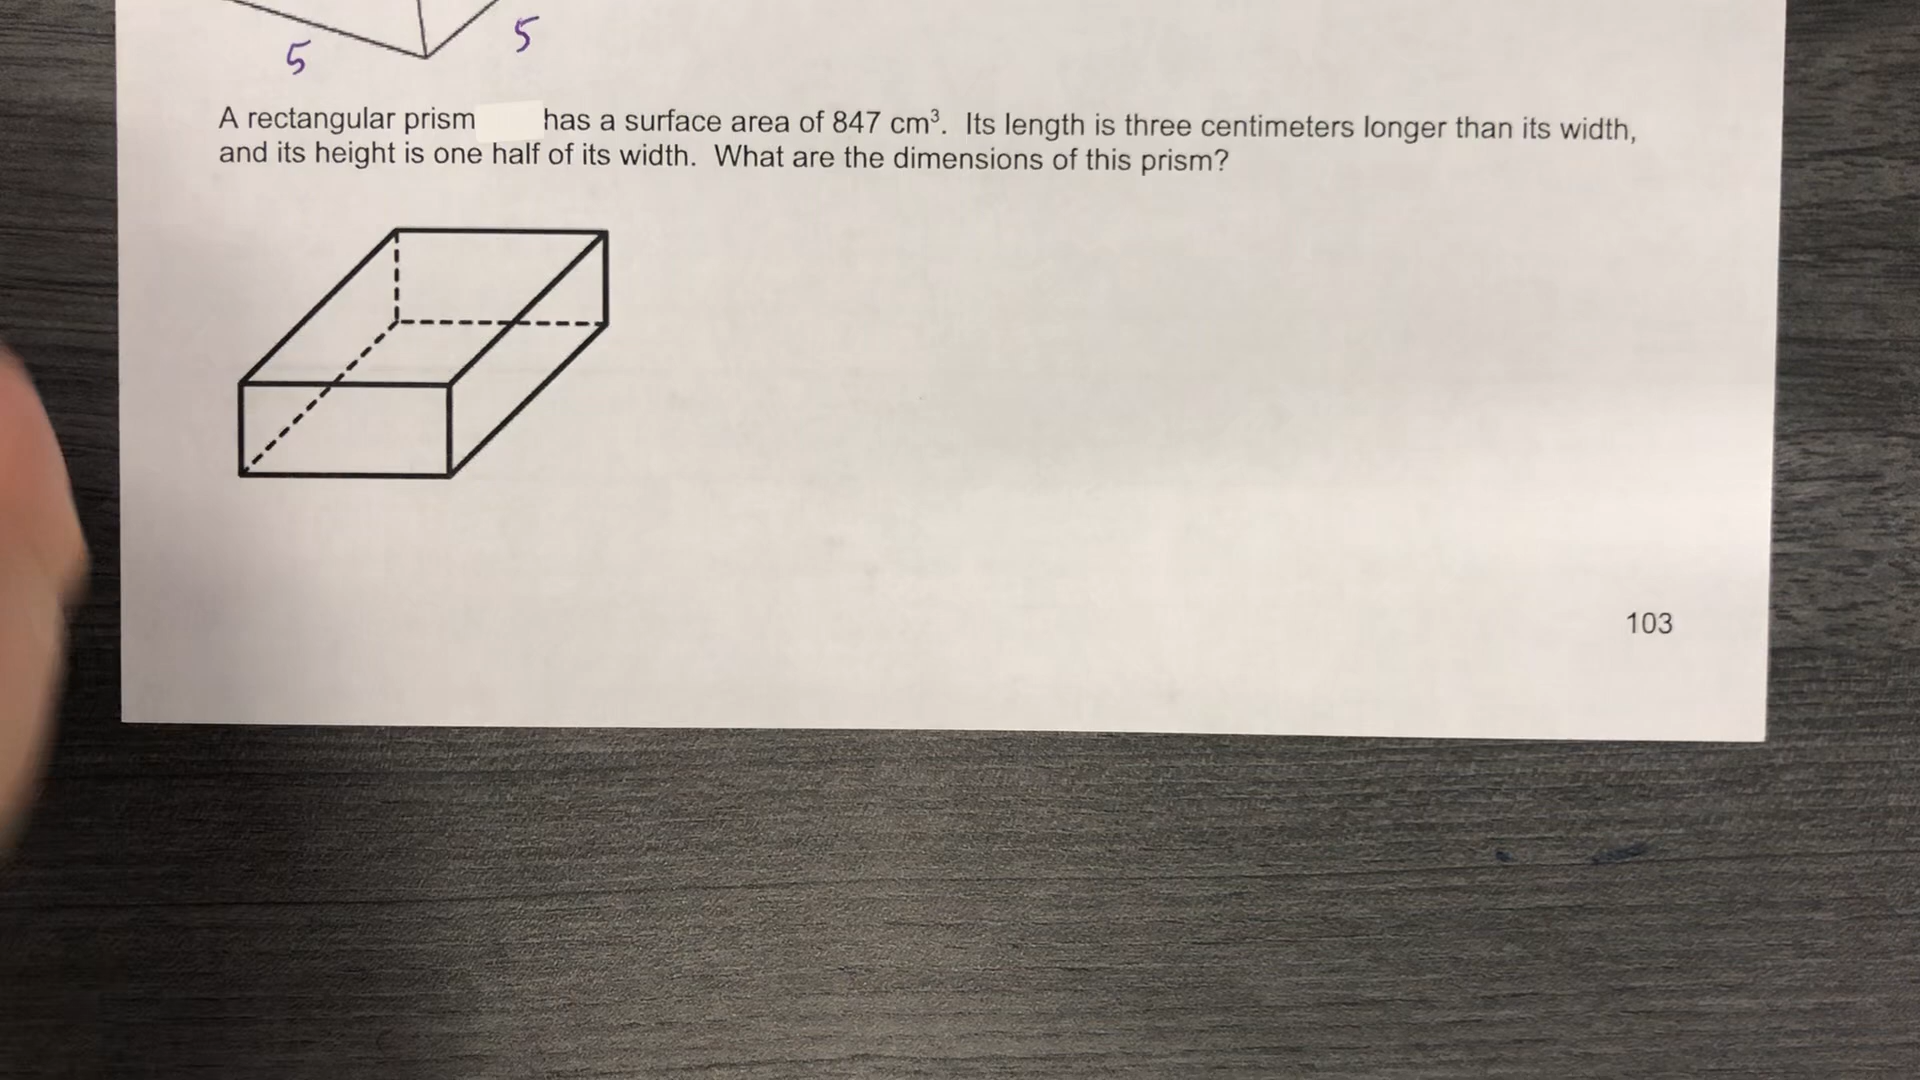 5
5
A rectangular prism has a surface area of 847 cm³. Its length is three centimeters longer than its width,
and its height is one half of its width. What are the dimensions of this prism?
103